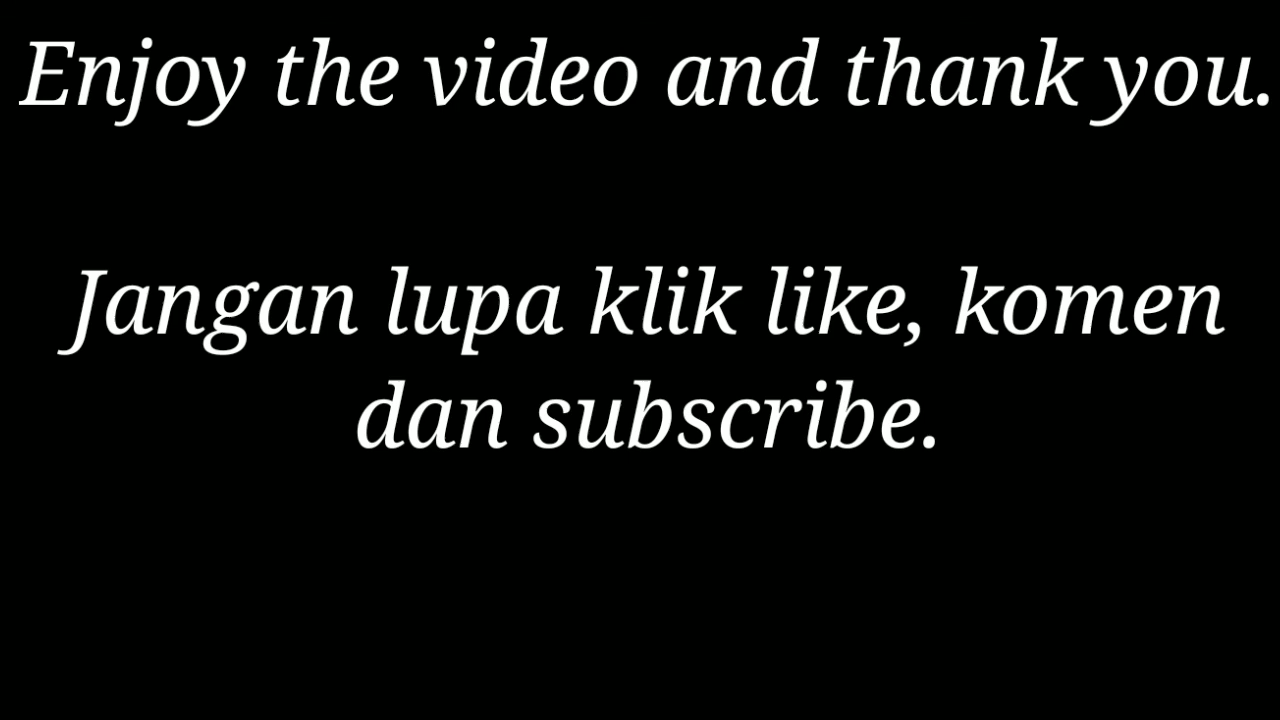 Enjoy the video and thank you.
Jangan lupa klik like, komen
dan subscribe.